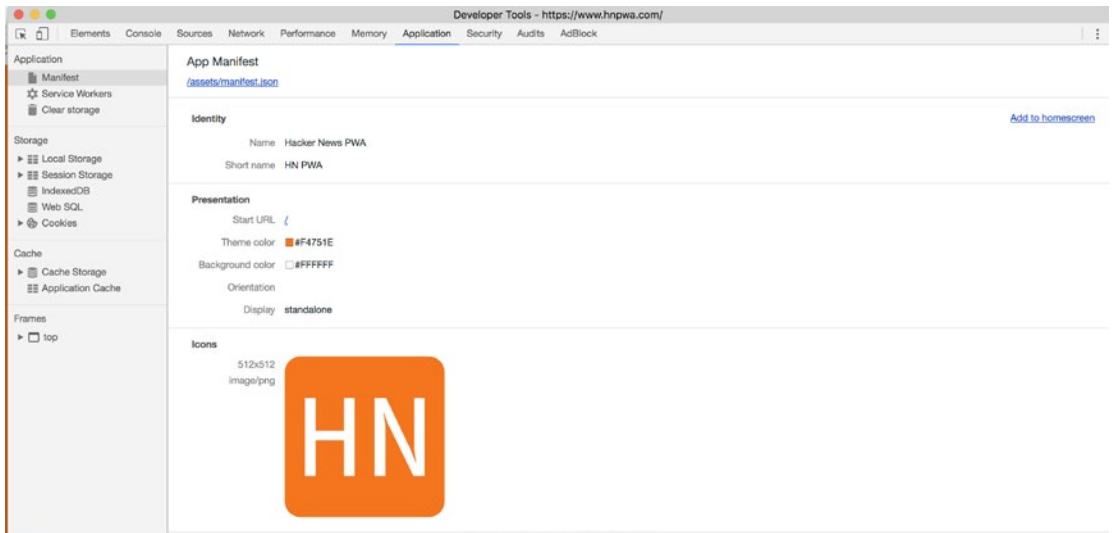 Developer Tools - https://www.hnpwa.com/
Elements Console Sources Network Performance Memory Application Security Audits AdBlock
Application
Manifest
Service Workers
Clear storage
Storage
Local Storage
Session Storage
IndexedDB
Web SQL
Cookies
Cache
Cache Storage
Application Cache
Frames
top
App Manifest
/assets/manifest.json
Identity
Add to homescreen
Name Hacker News PWA
Short name HN PWA
Presentation
Start URL /
Theme color #F4751E
Background color #FFFFFF
Orientation
Display standalone
Icons
512x512
image/png
HN